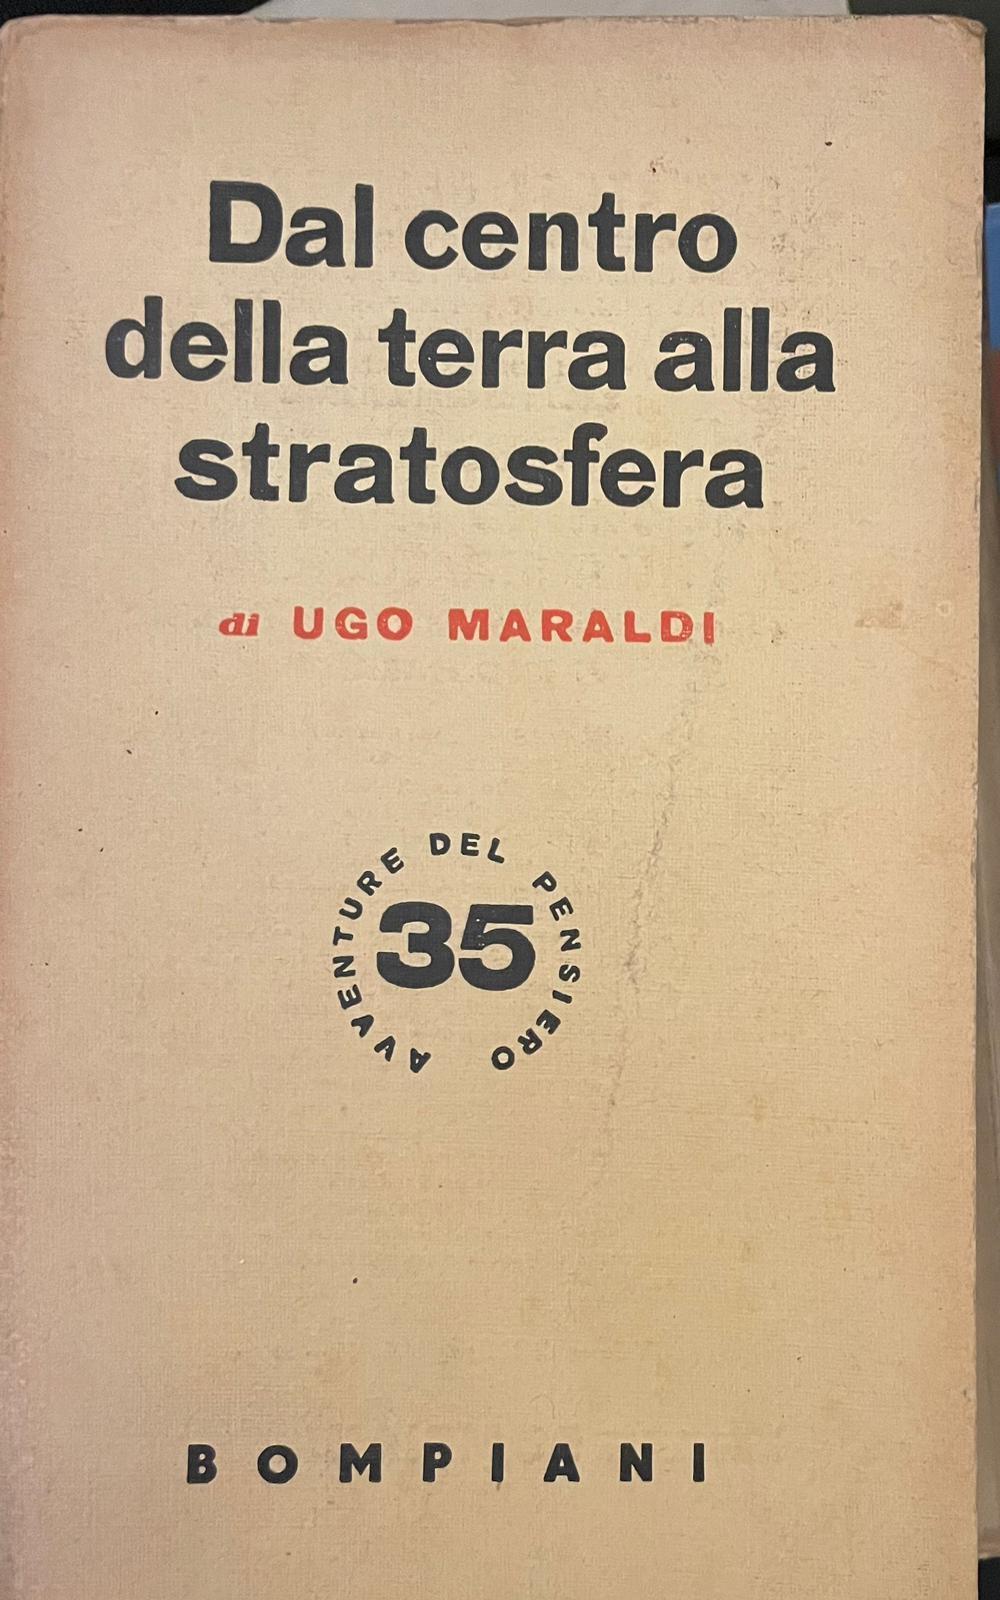 Dal centro
della terra alla
stratosfera
di UGO MARALDI
AVVENTURE DEL PENSIERO
35
BOMPIANI